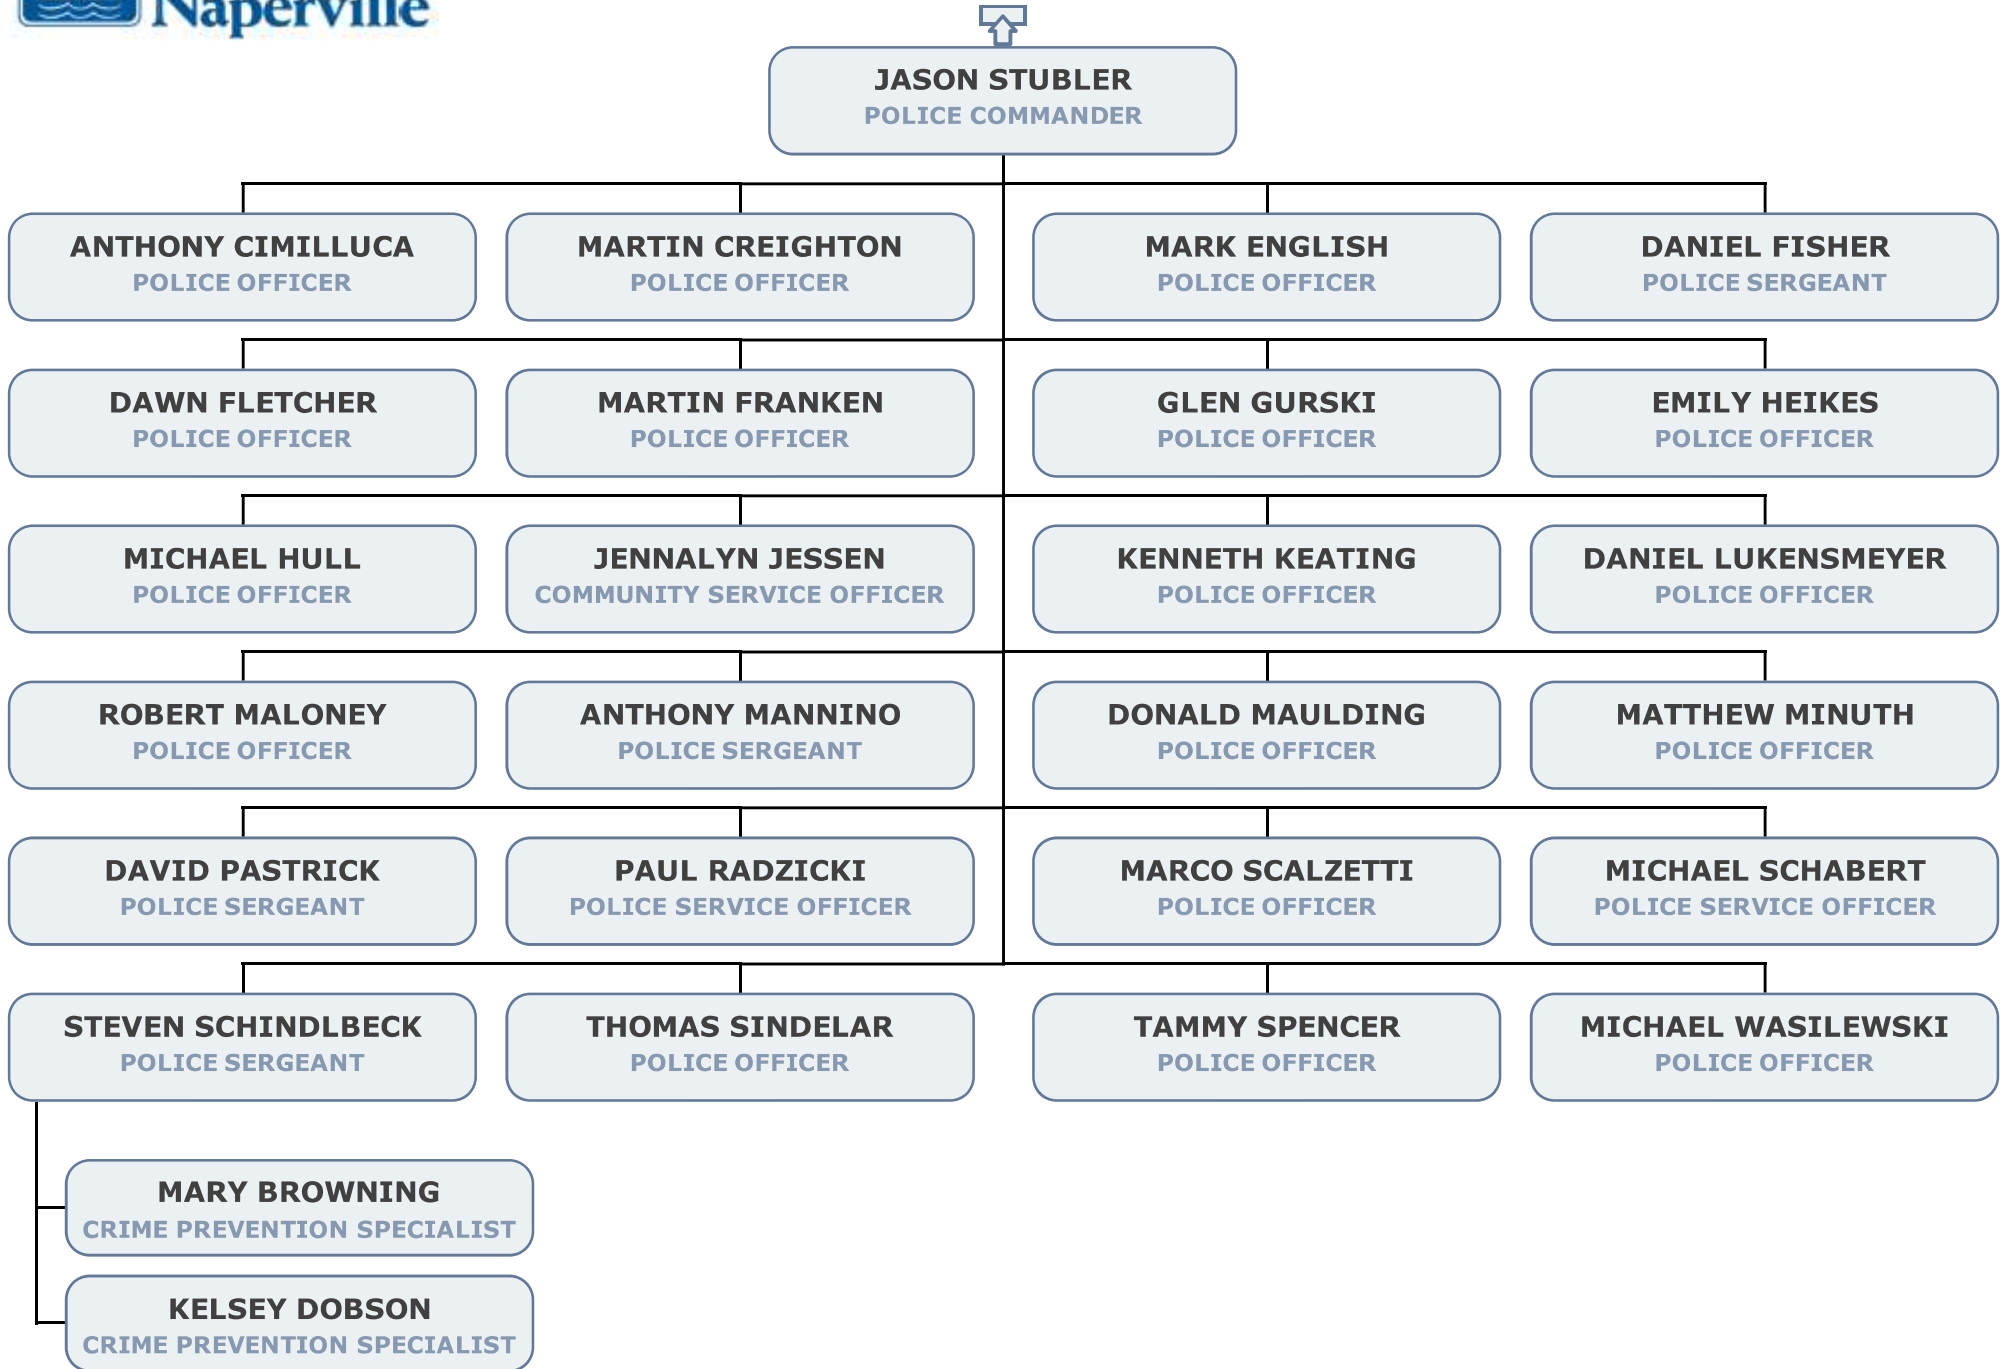 Naperville
JASON STUBLER
POLICE COMMANDER
ANTHONY CIMILLUCA
POLICE OFFICER
MARTIN CREIGHTON
POLICE OFFICER
MARK ENGLISH
POLICE OFFICER
DANIEL FISHER
POLICE SERGEANT
DAWN FLETCHER
POLICE OFFICER
MARTIN FRANKEN
POLICE OFFICER
GLEN GURSKI
POLICE OFFICER
EMILY HEIKES
POLICE OFFICER
MICHAEL HULL
POLICE OFFICER
JENNALYN JESSEN
COMMUNITY SERVICE OFFICER
KENNETH KEATING
POLICE OFFICER
DANIEL LUKENSMEYER
POLICE OFFICER
ROBERT MALONEY
POLICE OFFICER
ANTHONY MANNINO
POLICE SERGEANT
DONALD MAULDING
POLICE OFFICER
MATTHEW MINUTH
POLICE OFFICER
DAVID PASTRICK
POLICE SERGEANT
PAUL RADZICKI
POLICE SERVICE OFFICER
MARCO SCALZETTI
POLICE OFFICER
MICHAEL SCHABERT
POLICE SERVICE OFFICER
STEVEN SCHINDLBECK
POLICE SERGEANT
THOMAS SINDELAR
POLICE OFFICER
TAMMY SPENCER
POLICE OFFICER
MICHAEL WASILEWSKI
POLICE OFFICER
MARY BROWNING
CRIME PREVENTION SPECIALIST
KELSEY DOBSON
CRIME PREVENTION SPECIALIST